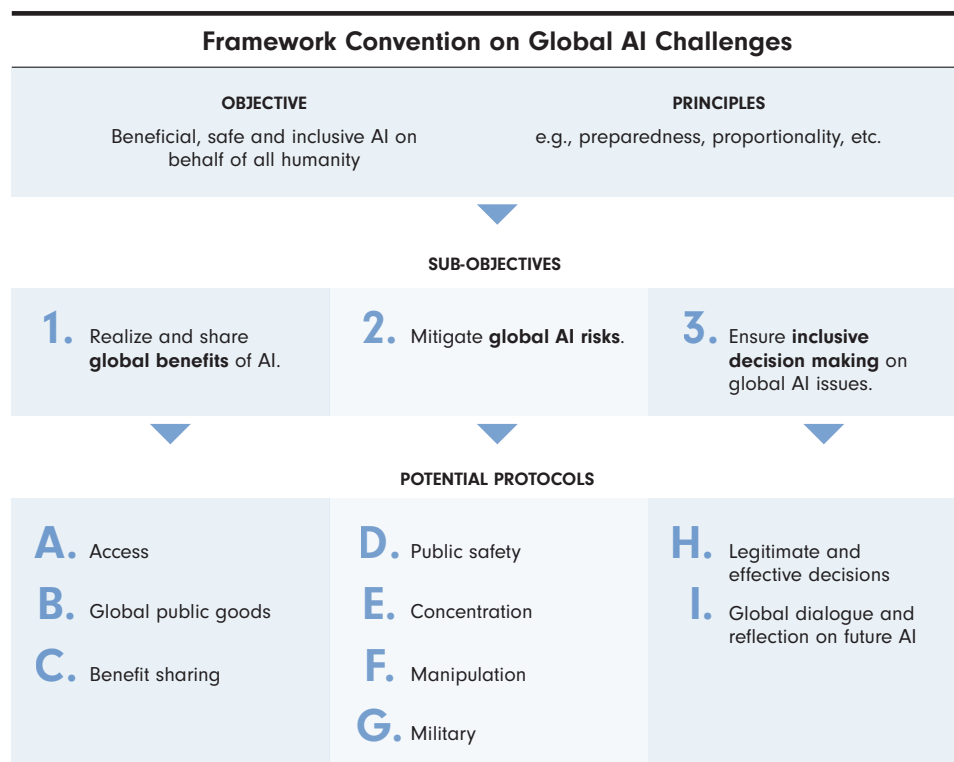 Framework Convention on Global AI Challenges
OBJECTIVE
Beneficial, safe and inclusive AI on
behalf of all humanity
PRINCIPLES
e.g., preparedness, proportionality, etc.
SUB-OBJECTIVES
1. Realize and share
global benefits of AI.
2. Mitigate global AI risks.
3. Ensure inclusive
decision making on
global AI issues.
POTENTIAL PROTOCOLS
A. Access
B. Global public goods
C. Benefit sharing
D. Public safety
E. Concentration
F. Manipulation
G. Military
H. Legitimate and
effective decisions
I. Global dialogue and
reflection on future AI